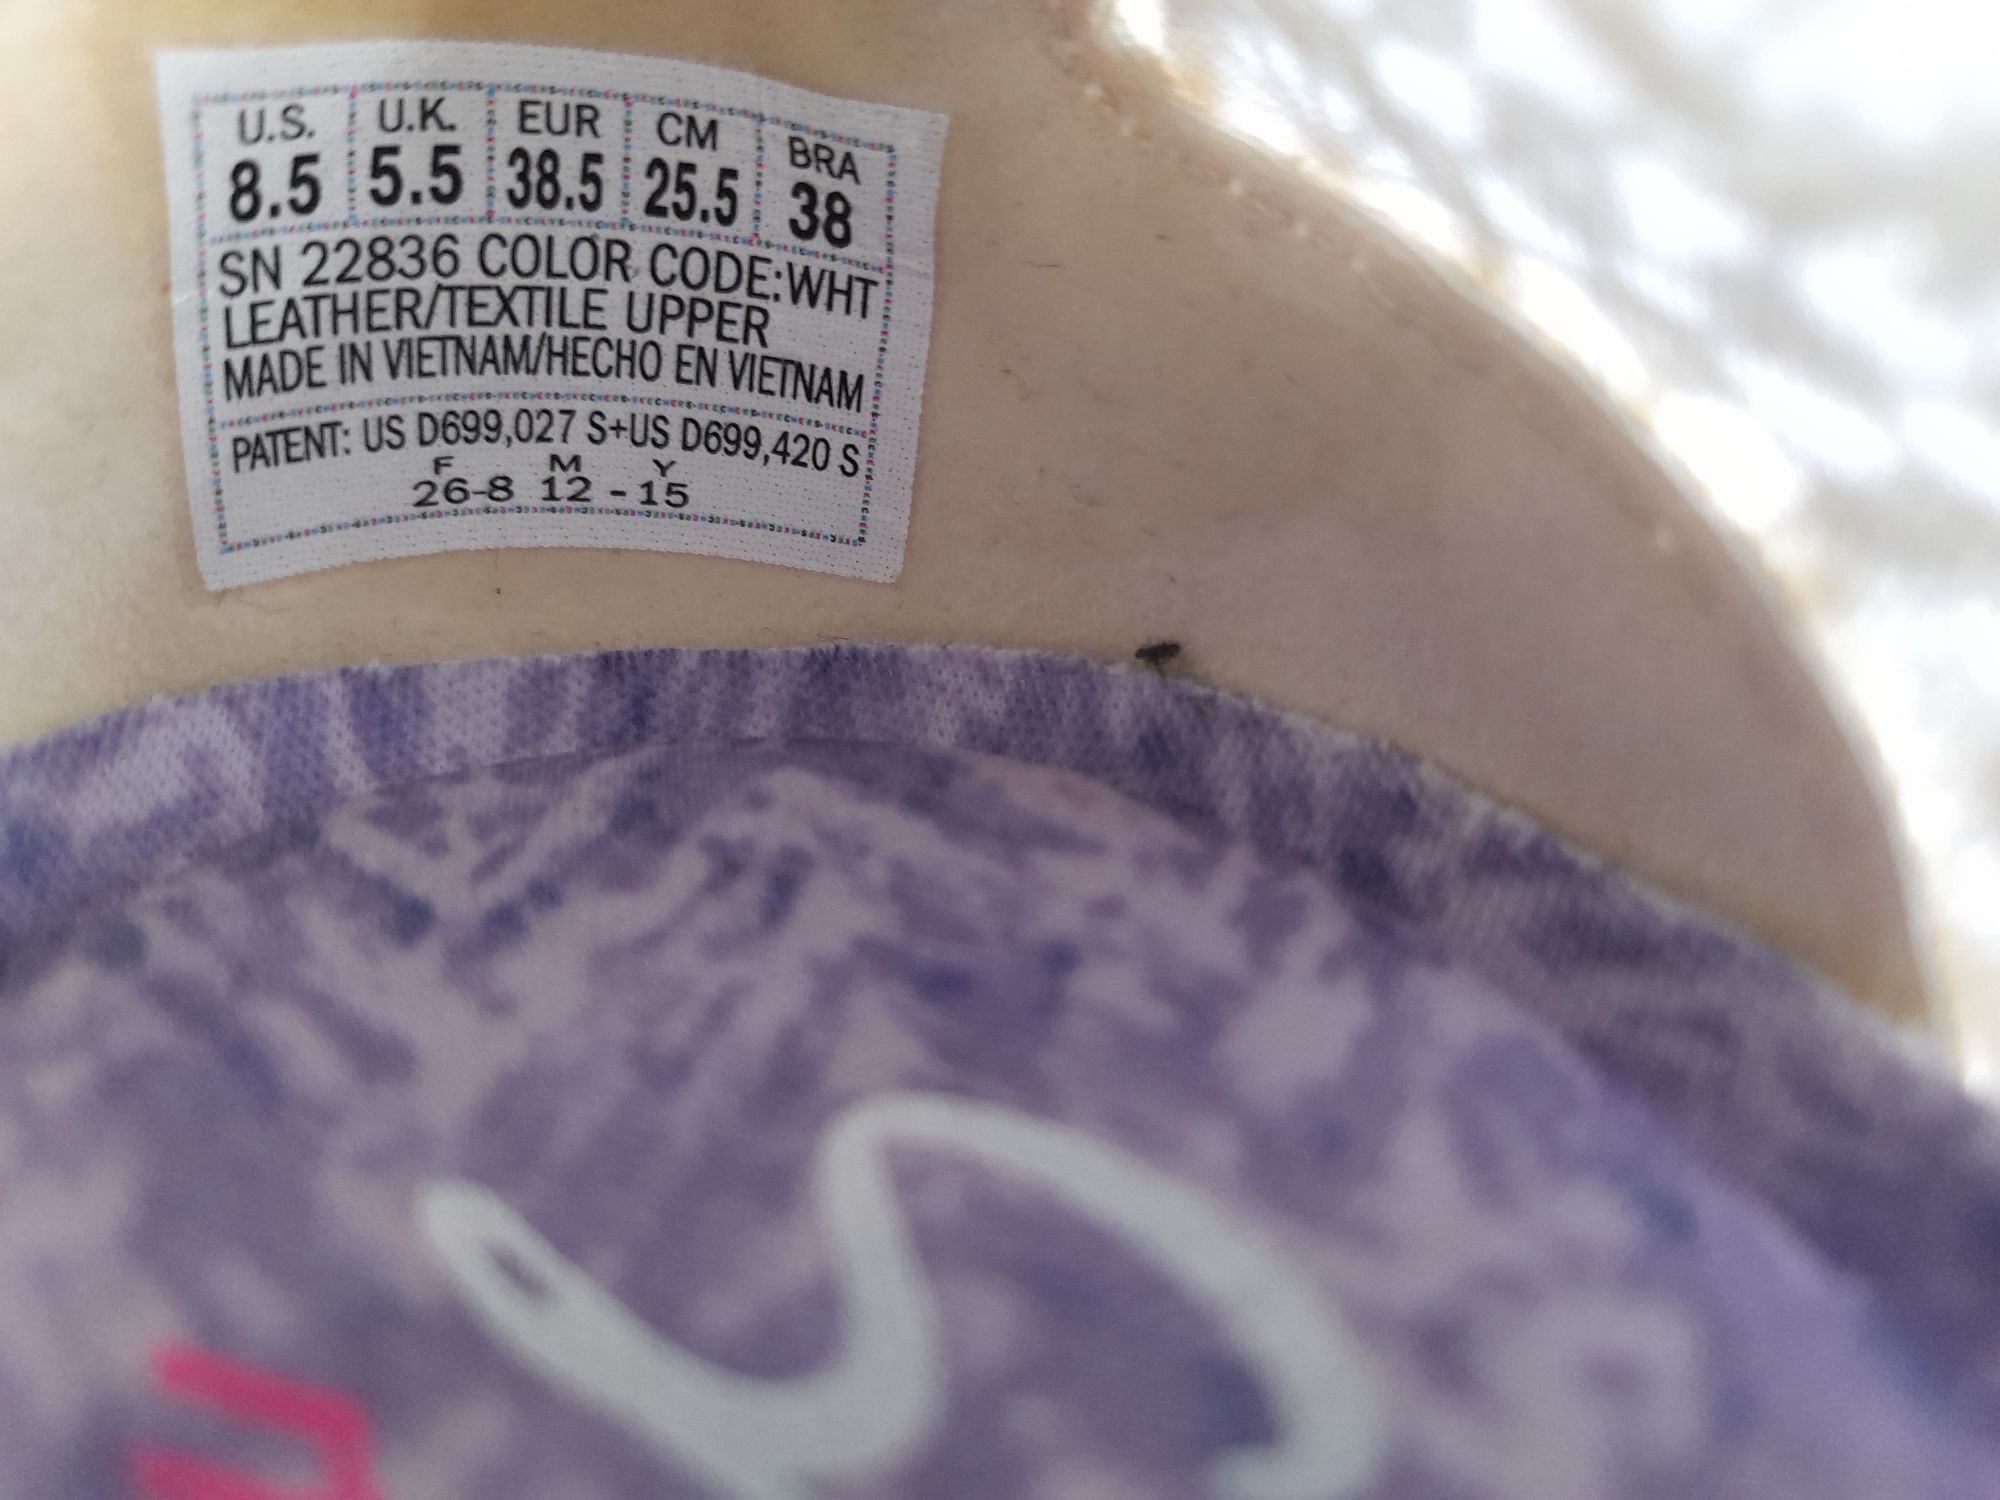 U.S. U.K. EUR CM BRA
8.5 5.5 38.5 25.5 38
SN 22836 COLOR CODE:WHT
LEATHER/TEXTILE UPPER
MADE IN VIETNAM/HECHO EN VIETNAM
PATENT: US D699,027 S+US D699,420 S
F M Y
26-8 12 - 15